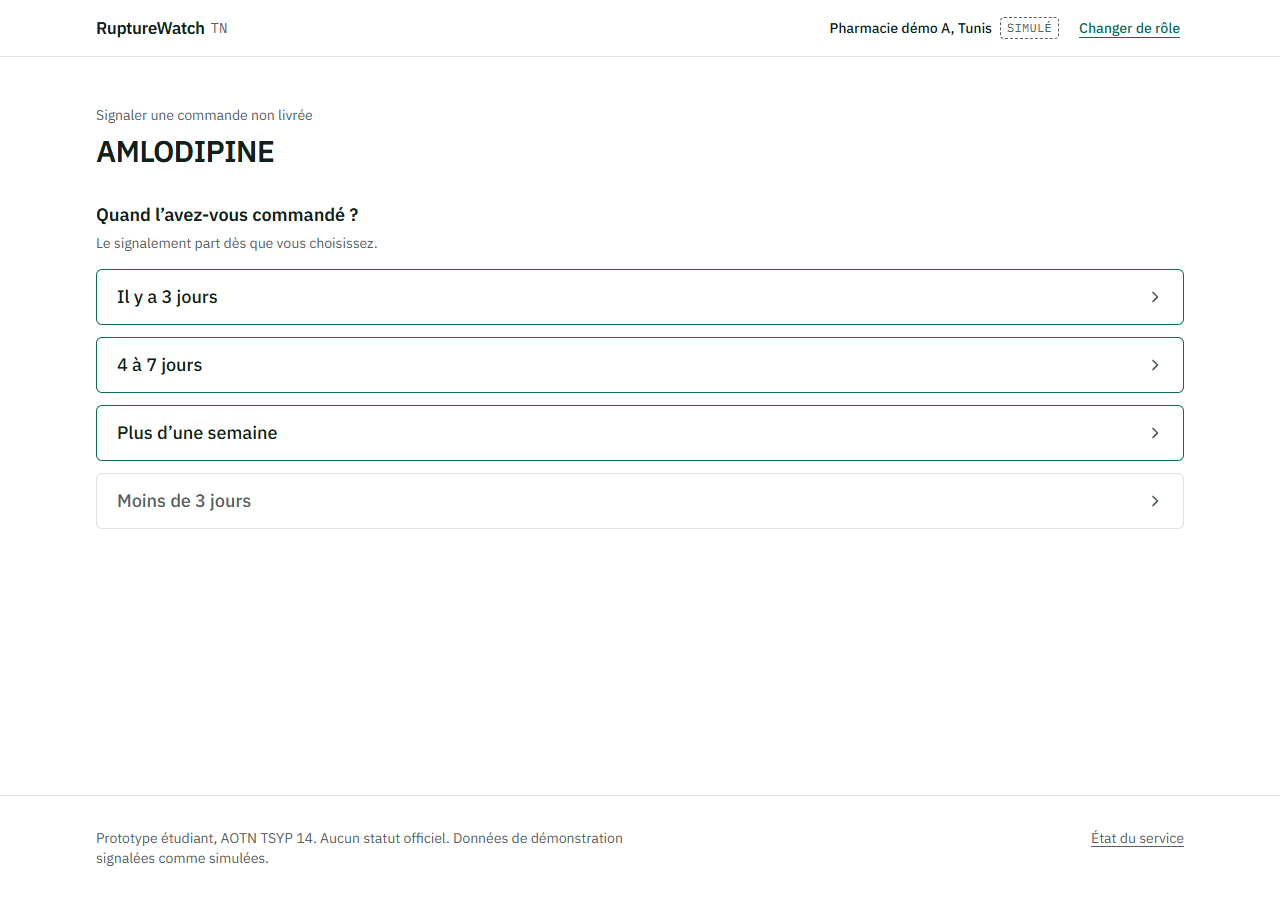 RuptureWatch TN
Pharmacie démo A, Tunis SIMULÉ Changer de rôle
Signaler une commande non livrée
AMLODIPINE
Quand l’avez-vous commandé ?
Le signalement part dès que vous choisissez.
Il y a 3 jours
4 à 7 jours
Plus d’une semaine
Moins de 3 jours
Prototype étudiant, AOTN TSYP 14. Aucun statut officiel. Données de démonstration
signalées comme simulées.
État du service